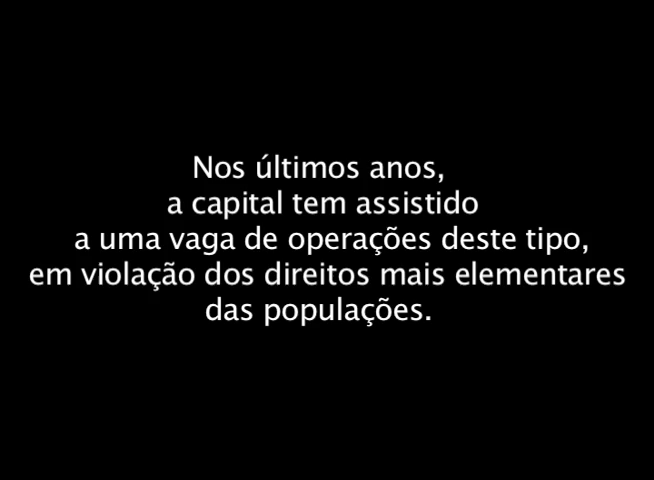 Nos últimos anos,
a capital tem assistido
a uma vaga de operações deste tipo,
em violação dos direitos mais elementares
das populações.